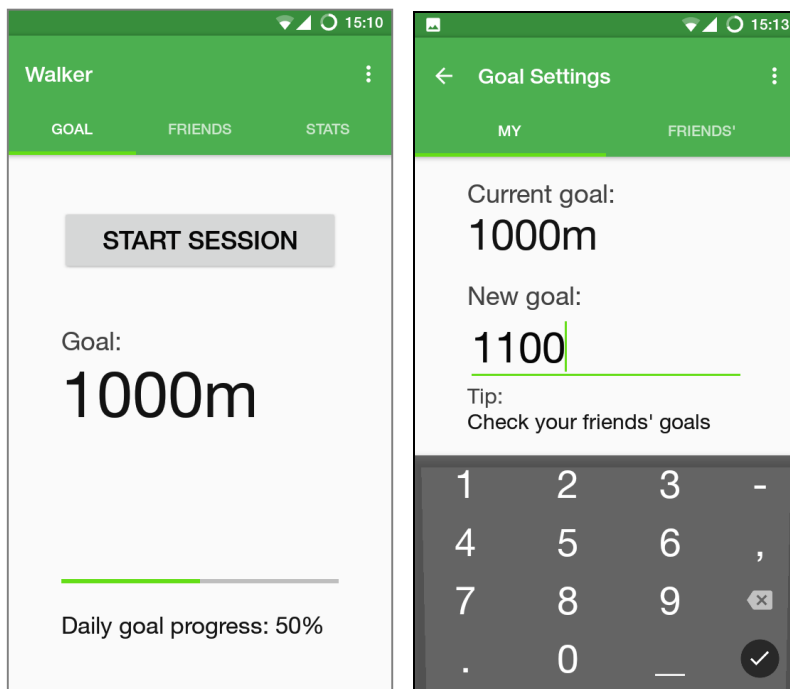 15:10
Walker
GOAL FRIENDS STATS
START SESSION
Goal:
1000m
Daily goal progress: 50%
15:13
Goal Settings
MY FRIENDS'
Current goal:
1000m
New goal:
1100
Tip:
Check your friends' goals
1 2 3 -
4 5 6 ,
7 8 9
. 0 _